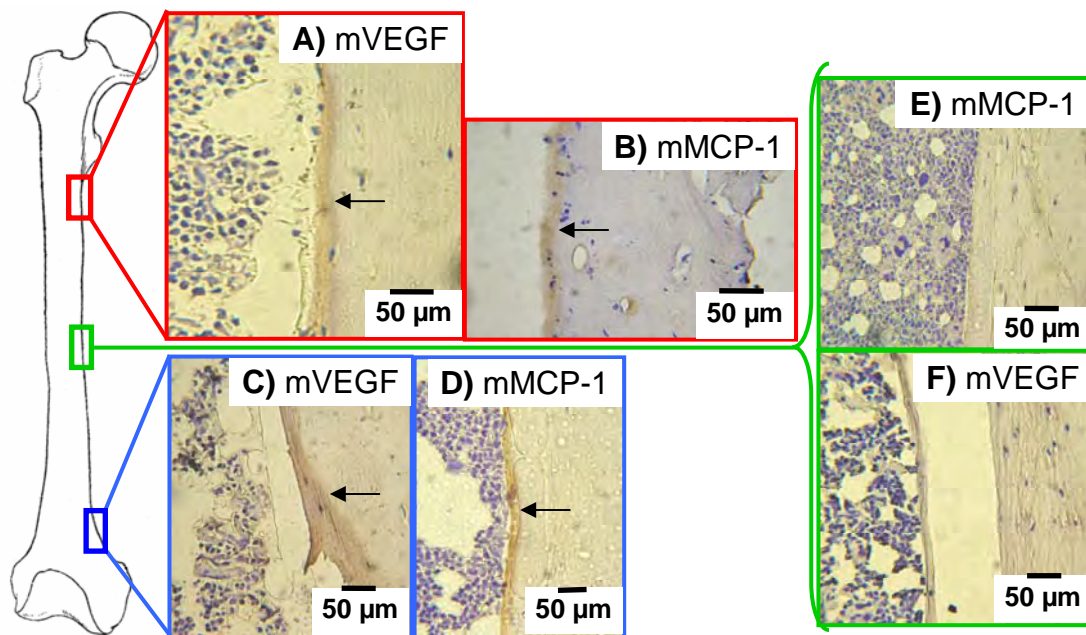 A) mVEGF
50 µm
B) mMCP-1
50 µm
C) mVEGF
50 µm
D) mMCP-1
50 µm
E) mMCP-1
50 µm
F) mVEGF
50 µm